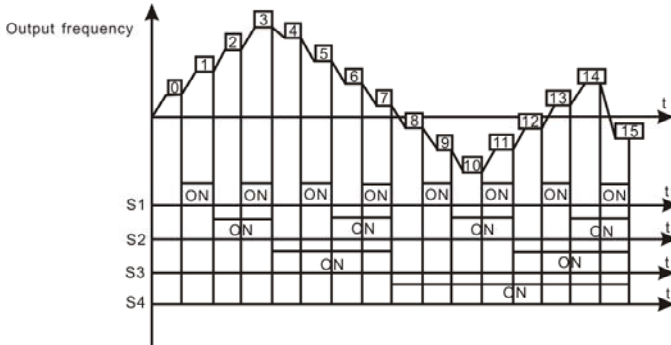 Output frequency
0
1
2
3
4
5
6
7
8
9
10
11
12
13
14
15
t
S1 ON ON ON ON ON ON ON ON t
S2 ON ON ON ON t
S3 ON ON t
S4 ON t